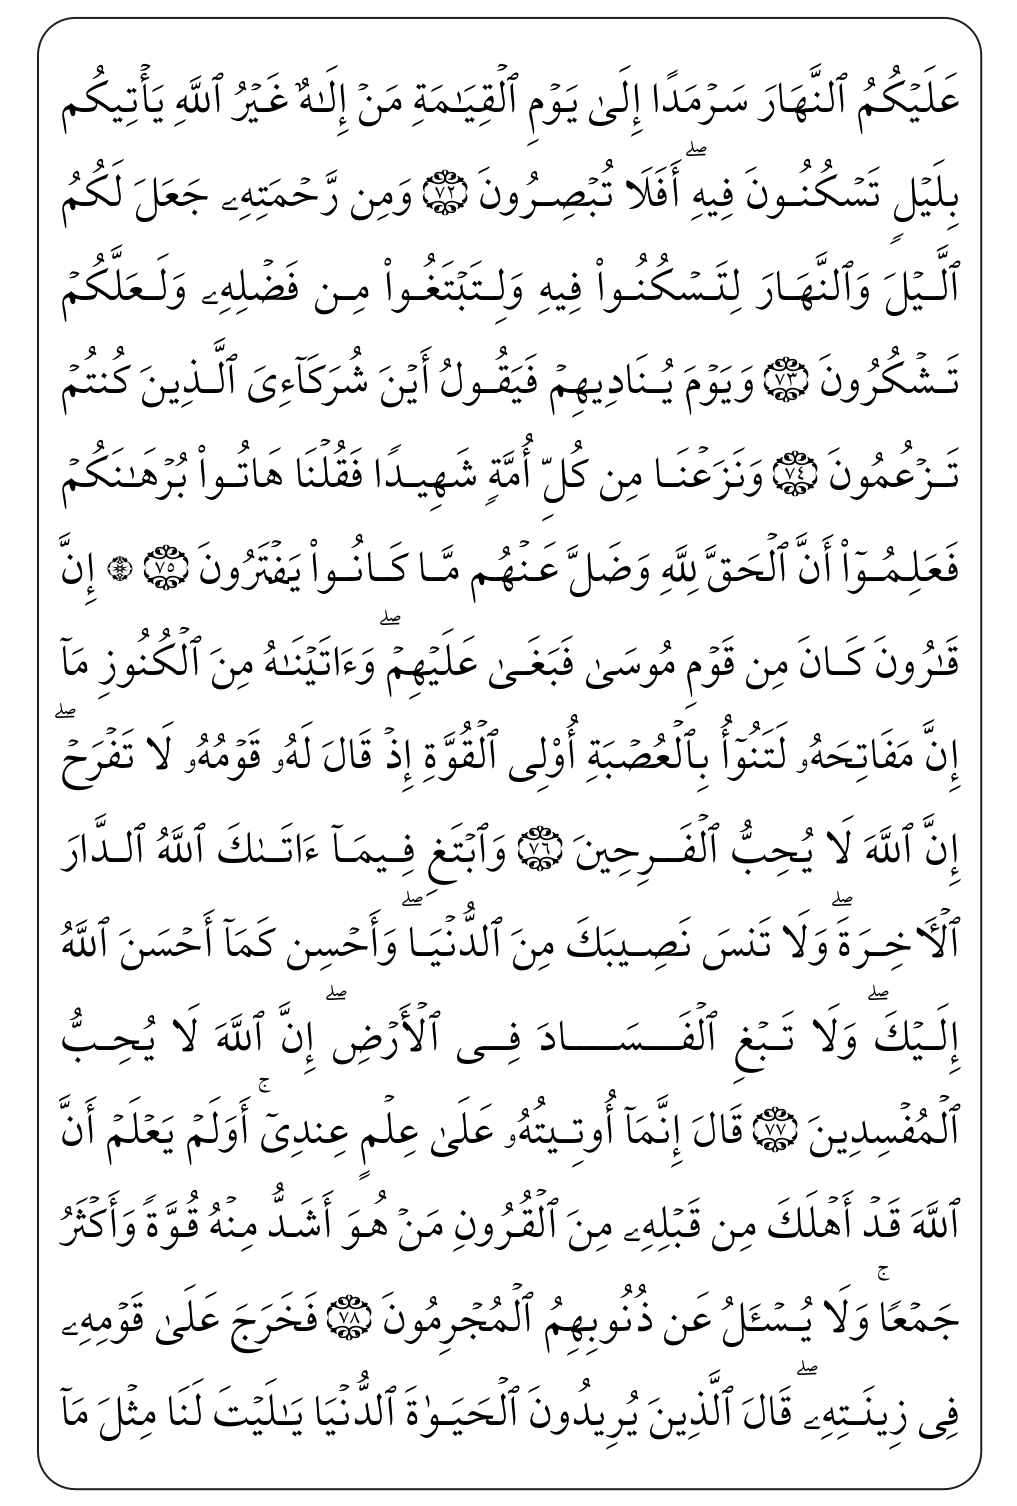 عَلَيۡكُمُ ٱلنَّهَارَ سَرۡمَدًا إِلَىٰ يَوۡمِ ٱلۡقِيَٰمَةِ مَنۡ إِلَٰهٌ غَيۡرُ ٱللَّهِ يَأۡتِيكُم
بِلَيۡلٖ تَسۡكُنُونَ فِيهِۖ أَفَلَا تُبۡصِرُونَ ٧٢ وَمِن رَّحۡمَتِهِۦ جَعَلَ لَكُمُ
ٱلَّيۡلَ وَٱلنَّهَارَ لِتَسۡكُنُواْ فِيهِ وَلِتَبۡتَغُواْ مِن فَضۡلِهِۦ وَلَعَلَّكُمۡ
تَشۡكُرُونَ ٧٣ وَيَوۡمَ يُنَادِيهِمۡ فَيَقُولُ أَيۡنَ شُرَكَآءِيَ ٱلَّذِينَ كُنتُمۡ
تَزۡعُمُونَ ٧٤ وَنَزَعۡنَا مِن كُلِّ أُمَّةٖ شَهِيدٗا فَقُلۡنَا هَاتُواْ بُرۡهَٰنَكُمۡ
فَعَلِمُوٓاْ أَنَّ ٱلۡحَقَّ لِلَّهِ وَضَلَّ عَنۡهُم مَّا كَانُواْ يَفۡتَرُونَ ٧٥ ۞ إِنَّ
قَٰرُونَ كَانَ مِن قَوۡمِ مُوسَىٰ فَبَغَىٰ عَلَيۡهِمۡۖ وَءَاتَيۡنَٰهُ مِنَ ٱلۡكُنُوزِ مَآ
إِنَّ مَفَاتِحَهُۥ لَتَنُوٓأُ بِٱلۡعُصۡبَةِ أُوْلِي ٱلۡقُوَّةِ إِذۡ قَالَ لَهُۥ قَوۡمُهُۥ لَا تَفۡرَحۡۖ
إِنَّ ٱللَّهَ لَا يُحِبُّ ٱلۡفَرِحِينَ ٧٦ وَٱبۡتَغِ فِيمَآ ءَاتَىٰكَ ٱللَّهُ ٱلدَّارَ
ٱلۡأٓخِرَةَۖ وَلَا تَنسَ نَصِيبَكَ مِنَ ٱلدُّنۡيَاۖ وَأَحۡسِن كَمَآ أَحۡسَنَ ٱللَّهُ
إِلَيۡكَۖ وَلَا تَبۡغِ ٱلۡفَسَادَ فِي ٱلۡأَرۡضِۖ إِنَّ ٱللَّهَ لَا يُحِبُّ
ٱلۡمُفۡسِدِينَ ٧٧ قَالَ إِنَّمَآ أُوتِيتُهُۥ عَلَىٰ عِلۡمٍ عِندِيٓۚ أَوَلَمۡ يَعۡلَمۡ أَنَّ
ٱللَّهَ قَدۡ أَهۡلَكَ مِن قَبۡلِهِۦ مِنَ ٱلۡقُرُونِ مَنۡ هُوَ أَشَدُّ مِنۡهُ قُوَّةٗ وَأَكۡثَرُ
جَمۡعٗاۚ وَلَا يُسۡـَٔلُ عَن ذُنُوبِهِمُ ٱلۡمُجۡرِمُونَ ٧٨ فَخَرَجَ عَلَىٰ قَوۡمِهِۦ
فِي زِينَتِهِۦۖ قَالَ ٱلَّذِينَ يُرِيدُونَ ٱلۡحَيَوٰةَ ٱلدُّنۡيَا يَٰلَيۡتَ لَنَا مِثۡلَ مَآ